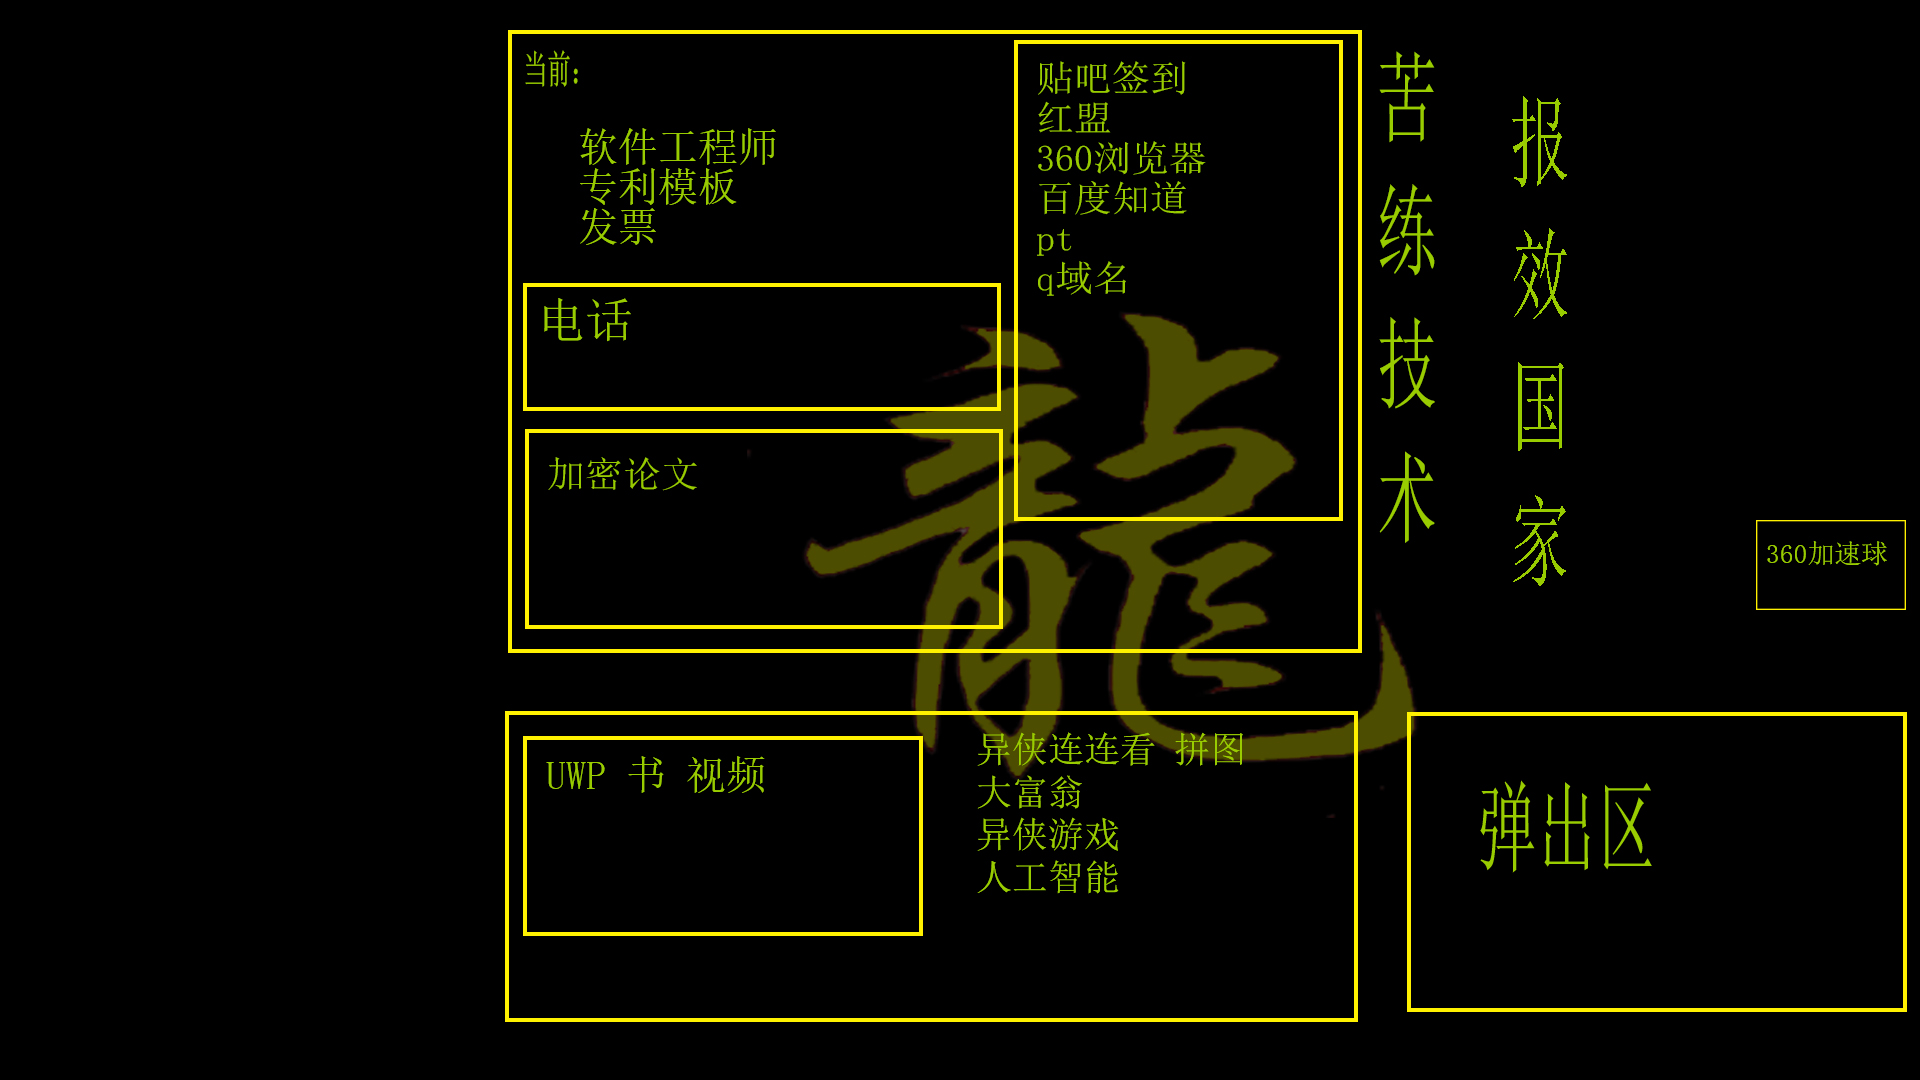 当前:
软件工程师
专利模板
发票
电话
加密论文
贴吧签到
红盟
360浏览器
百度知道
pt
q域名
苦练技术
报效国家
360加速球
龍
UWP 书 视频
异侠连连看 拼图
大富翁
异侠游戏
人工智能
弹出区